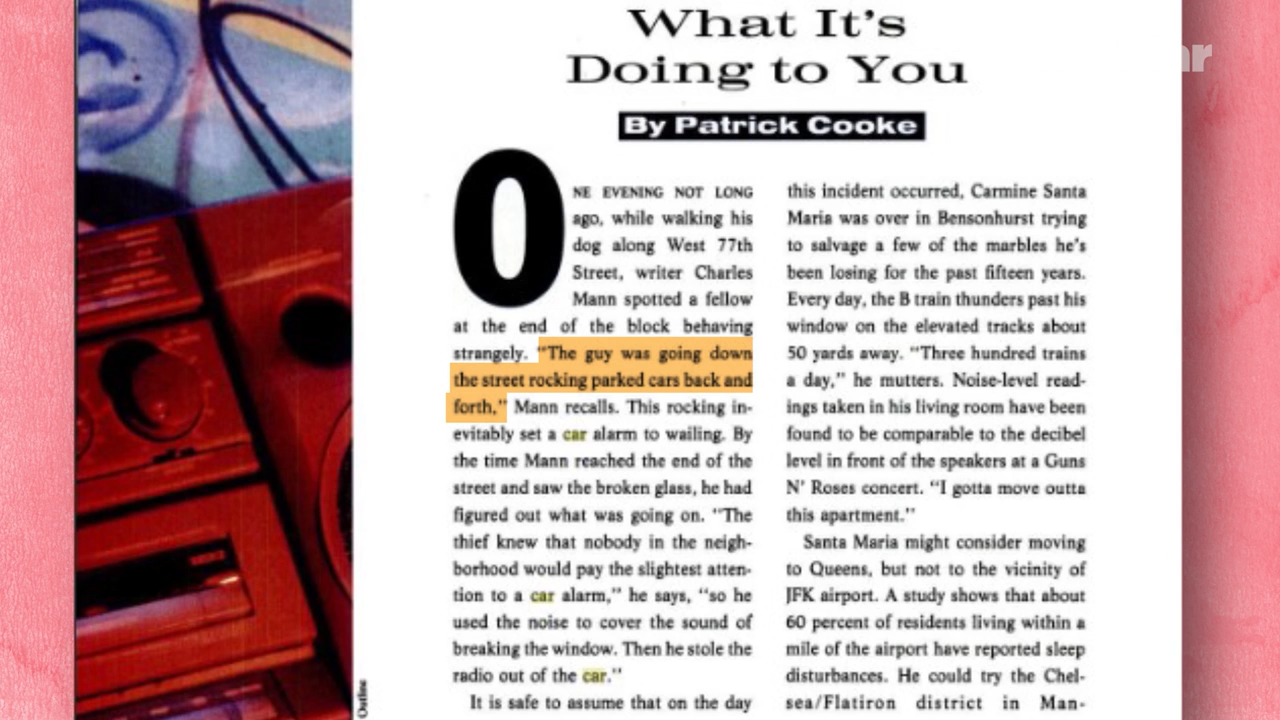 What It's
Doing to You
By Patrick Cooke
ONE EVENING NOT LONG
ago, while walking his
dog along West 77th
Street, writer Charles
Mann spotted a fellow
at the end of the block behaving
strangely. “The guy was going down
the street rocking parked cars back and
forth,” Mann recalls. This rocking in-
evitably set a car alarm to wailing. By
the time Mann reached the end of the
street and saw the broken glass, he had
figured out what was going on. “The
thief knew that nobody in the neigh-
borhood would pay the slightest atten-
tion to a car alarm,” he says, “so he
used the noise to cover the sound of
breaking the window. Then he stole the
radio out of the car.”
It is safe to assume that on the day
this incident occurred, Carmine Santa
Maria was over in Bensonhurst trying
to salvage a few of the marbles he's
been losing for the past fifteen years.
Every day, the B train thunders past his
window on the elevated tracks about
50 yards away. “Three hundred trains
a day,” he mutters. Noise-level read-
ings taken in his living room have been
found to be comparable to the decibel
level in front of the speakers at a Guns
N' Roses concert. “I gotta move outta
this apartment.”
Santa Maria might consider moving
to Queens, but not to the vicinity of
JFK airport. A study shows that about
60 percent of residents living within a
mile of the airport have reported sleep
disturbances. He could try the Chel-
sea/Flatiron district in Man-
Outline